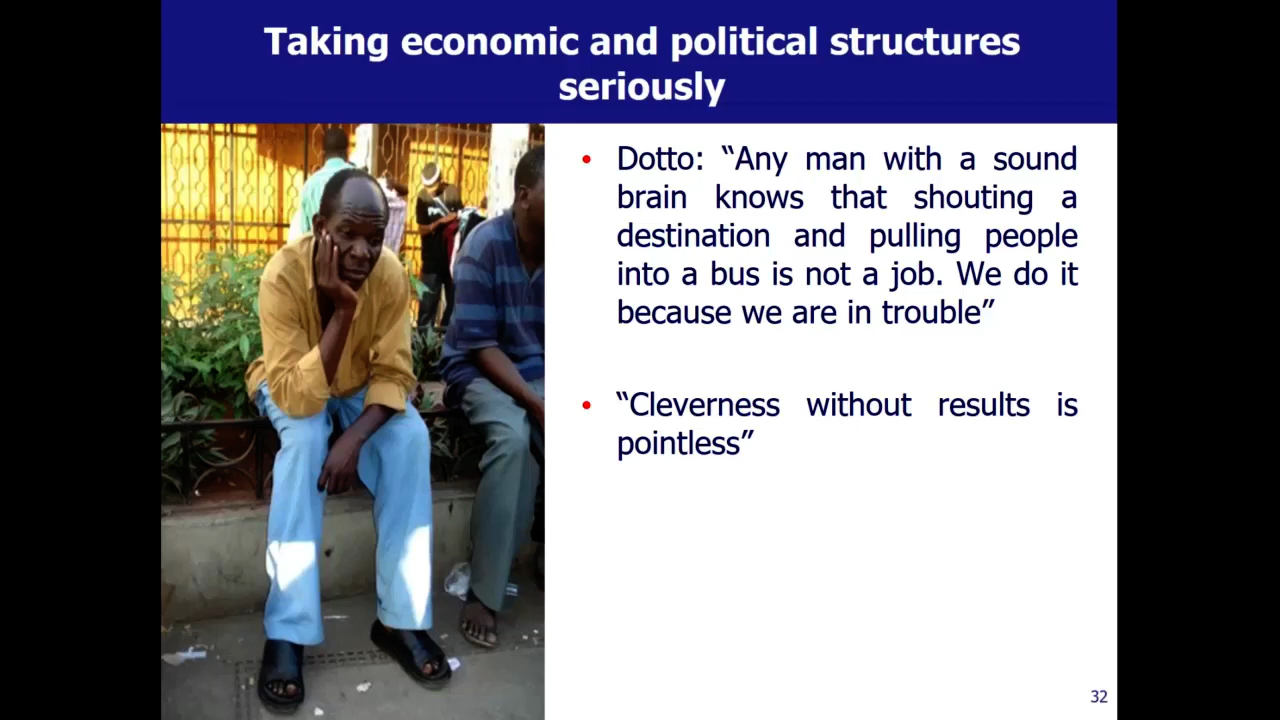 Taking economic and political structures
seriously
• Dotto: “Any man with a sound
brain knows that shouting a
destination and pulling people
into a bus is not a job. We do it
because we are in trouble”
• “Cleverness without results is
pointless”
32